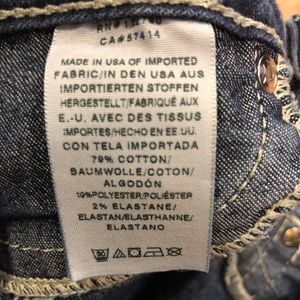 CA#57414
MADE IN USA OF IMPORTED
FABRIC/IN DEN USA AUS
IMPORTIERTEN STOFFEN
HERGESTELLT/FABRIQUÉ AUX
E.-U. AVEC DES TISSUS
IMPORTES/HECHO EN EE.UU.
CON TELA IMPORTADA
79% COTTON/
BAUMWOLLE/COTON/
ALGODÓN
19%POLYESTER/POLIÉSTER
2% ELASTANE/
ELASTAN/ELASTHANNE/
ELASTANO